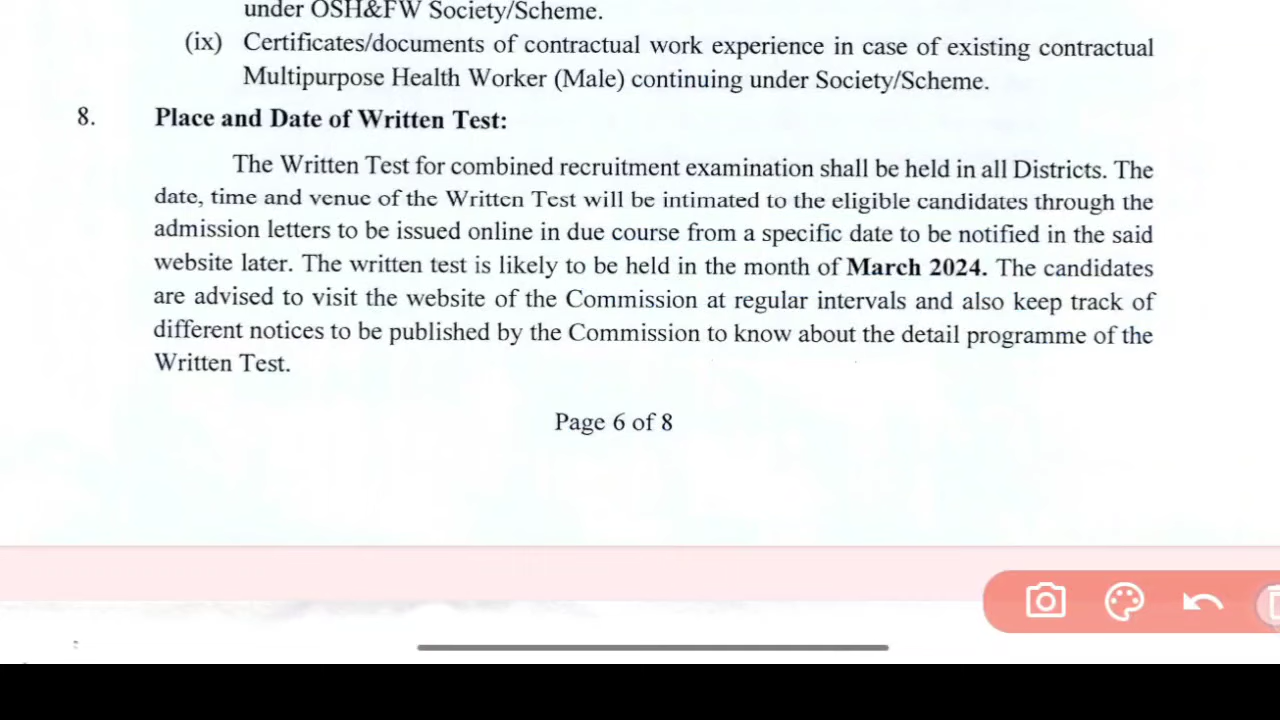 under OSH&FW Society/Scheme.
(ix) Certificates/documents of contractual work experience in case of existing contractual
Multipurpose Health Worker (Male) continuing under Society/Scheme.
8. Place and Date of Written Test:
The Written Test for combined recruitment examination shall be held in all Districts. The
date, time and venue of the Written Test will be intimated to the eligible candidates through the
admission letters to be issued online in due course from a specific date to be notified in the said
website later. The written test is likely to be held in the month of March 2024. The candidates
are advised to visit the website of the Commission at regular intervals and also keep track of
different notices to be published by the Commission to know about the detail programme of the
Written Test.
Page 6 of 8